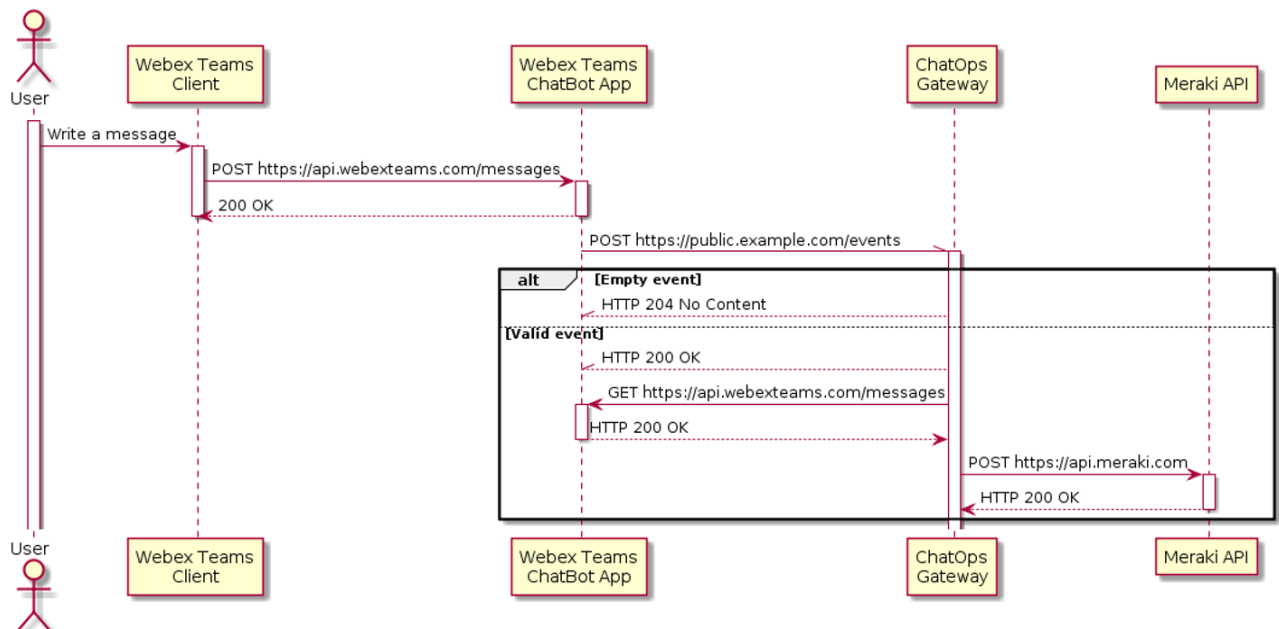 Webex Teams
Client
Webex Teams
ChatBot App
ChatOps
Gateway
Meraki API
User
Write a message
POST https://api.webexteams.com/messages
200 OK
POST https://public.example.com/events
alt
[Empty event]
HTTP 204 No Content
[Valid event]
HTTP 200 OK
GET https://api.webexteams.com/messages
HTTP 200 OK
POST https://api.meraki.com
HTTP 200 OK
User
Webex Teams
Client
Webex Teams
ChatBot App
ChatOps
Gateway
Meraki API